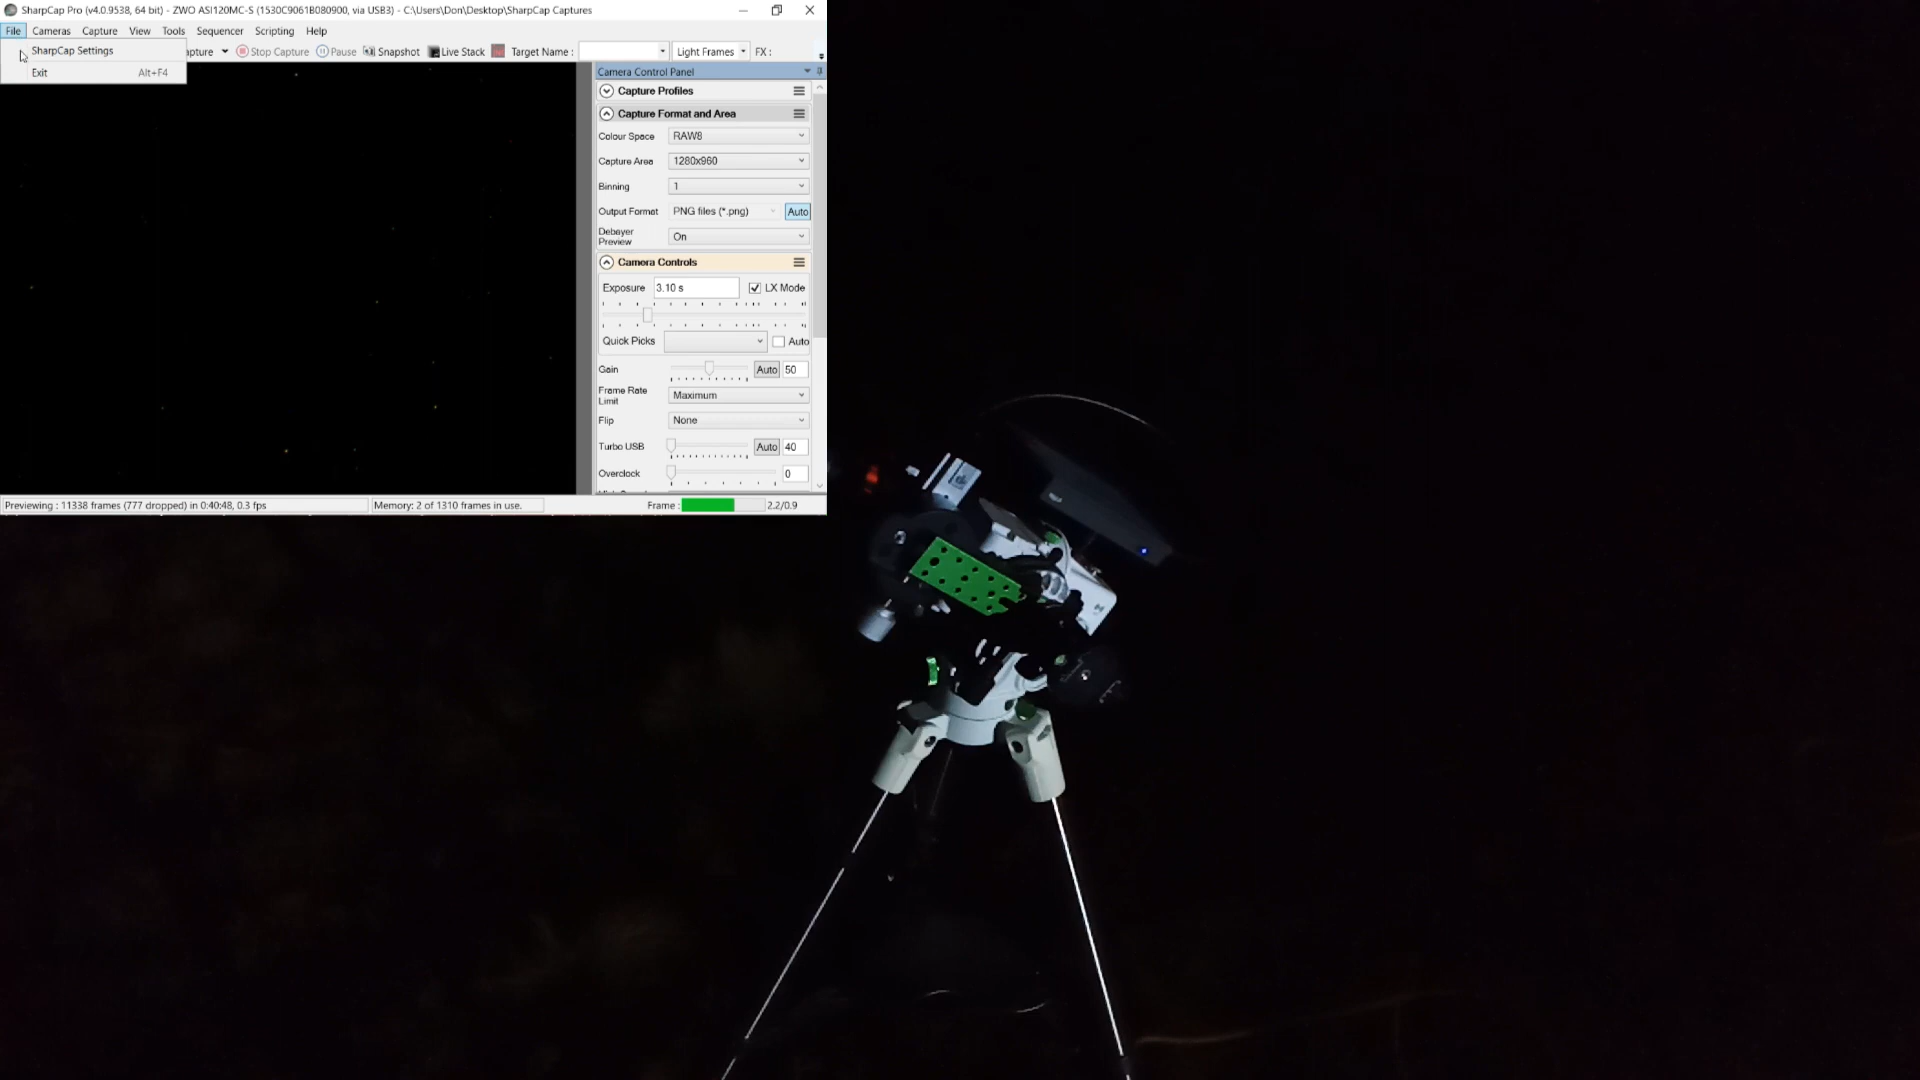 SharpCap Pro (v4.0.9538, 64 bit) - ZWO ASI120MC-S (1530C9061B080900, via USB3) - C:\Users\Don\Desktop\SharpCap Captures
File Cameras Capture View Tools Sequencer Scripting Help
SharpCap Settings
Exit Alt+F4
apture Stop Capture Pause Snapshot Live Stack Target Name : Light Frames FX :
Camera Control Panel
Capture Profiles
Capture Format and Area
Colour Space RAW8
Capture Area 1280x960
Binning 1
Output Format PNG files (*.png) Auto
Debayer
Preview On
Camera Controls
Exposure 3.10 s LX Mode
Quick Picks Auto
Gain Auto 50
Frame Rate
Limit Maximum
Flip None
Turbo USB Auto 40
Overclock 0
Previewing : 11338 frames (777 dropped) in 0:40:48, 0.3 fps Memory: 2 of 1310 frames in use. Frame : 2.2/0.9